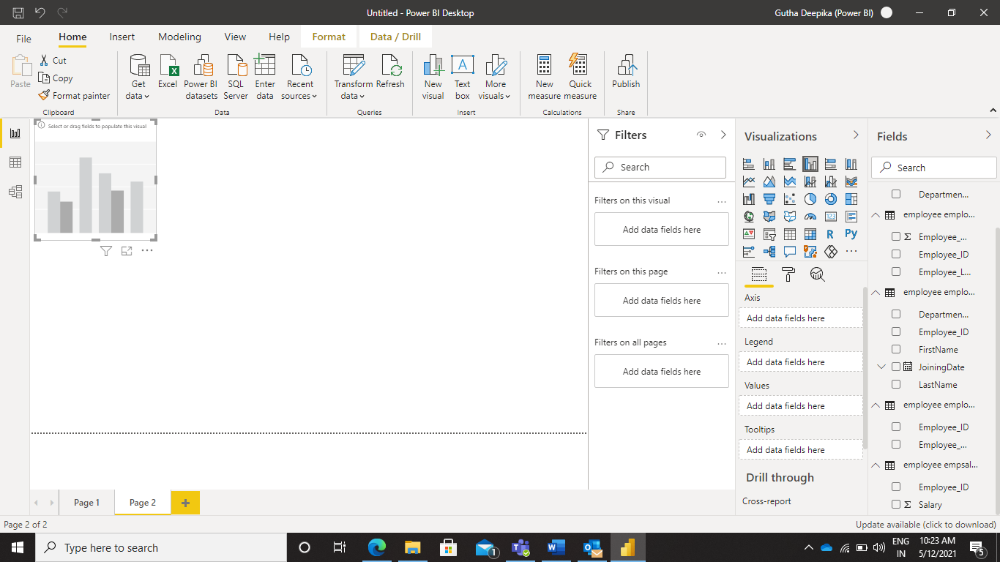 Untitled - Power BI Desktop
Gutha Deepika (Power BI)
File
Home
Insert
Modeling
View
Help
Format
Data / Drill
Paste
Cut
Copy
Format painter
Clipboard
Get data
Excel
Power BI datasets
SQL Server
Enter data
Recent sources
Data
Transform data
Refresh
Queries
New visual
Text box
More visuals
Insert
New measure
Quick measure
Calculations
Publish
Share
Select or drag fields to populate this visual
Filters
Search
Filters on this visual
...
Add data fields here
Filters on this page
...
Add data fields here
Filters on all pages
...
Add data fields here
Visualizations
123
R
Py
...
Axis
Add data fields here
Legend
Add data fields here
Values
Add data fields here
Tooltips
Add data fields here
Drill through
Cross-report
Fields
Search
Departmen...
employee emplo...
Σ Employee_...
Employee_ID
Employee_L...
employee emplo...
Departmen...
Employee_ID
FirstName
JoiningDate
LastName
employee emplo...
Employee_ID
Employee_...
employee empsal...
Employee_ID
Σ Salary
Page 1
Page 2
+
Page 2 of 2
Update available (click to download)
Type here to search
1
ENG
IN
10:23 AM
5/12/2021
5